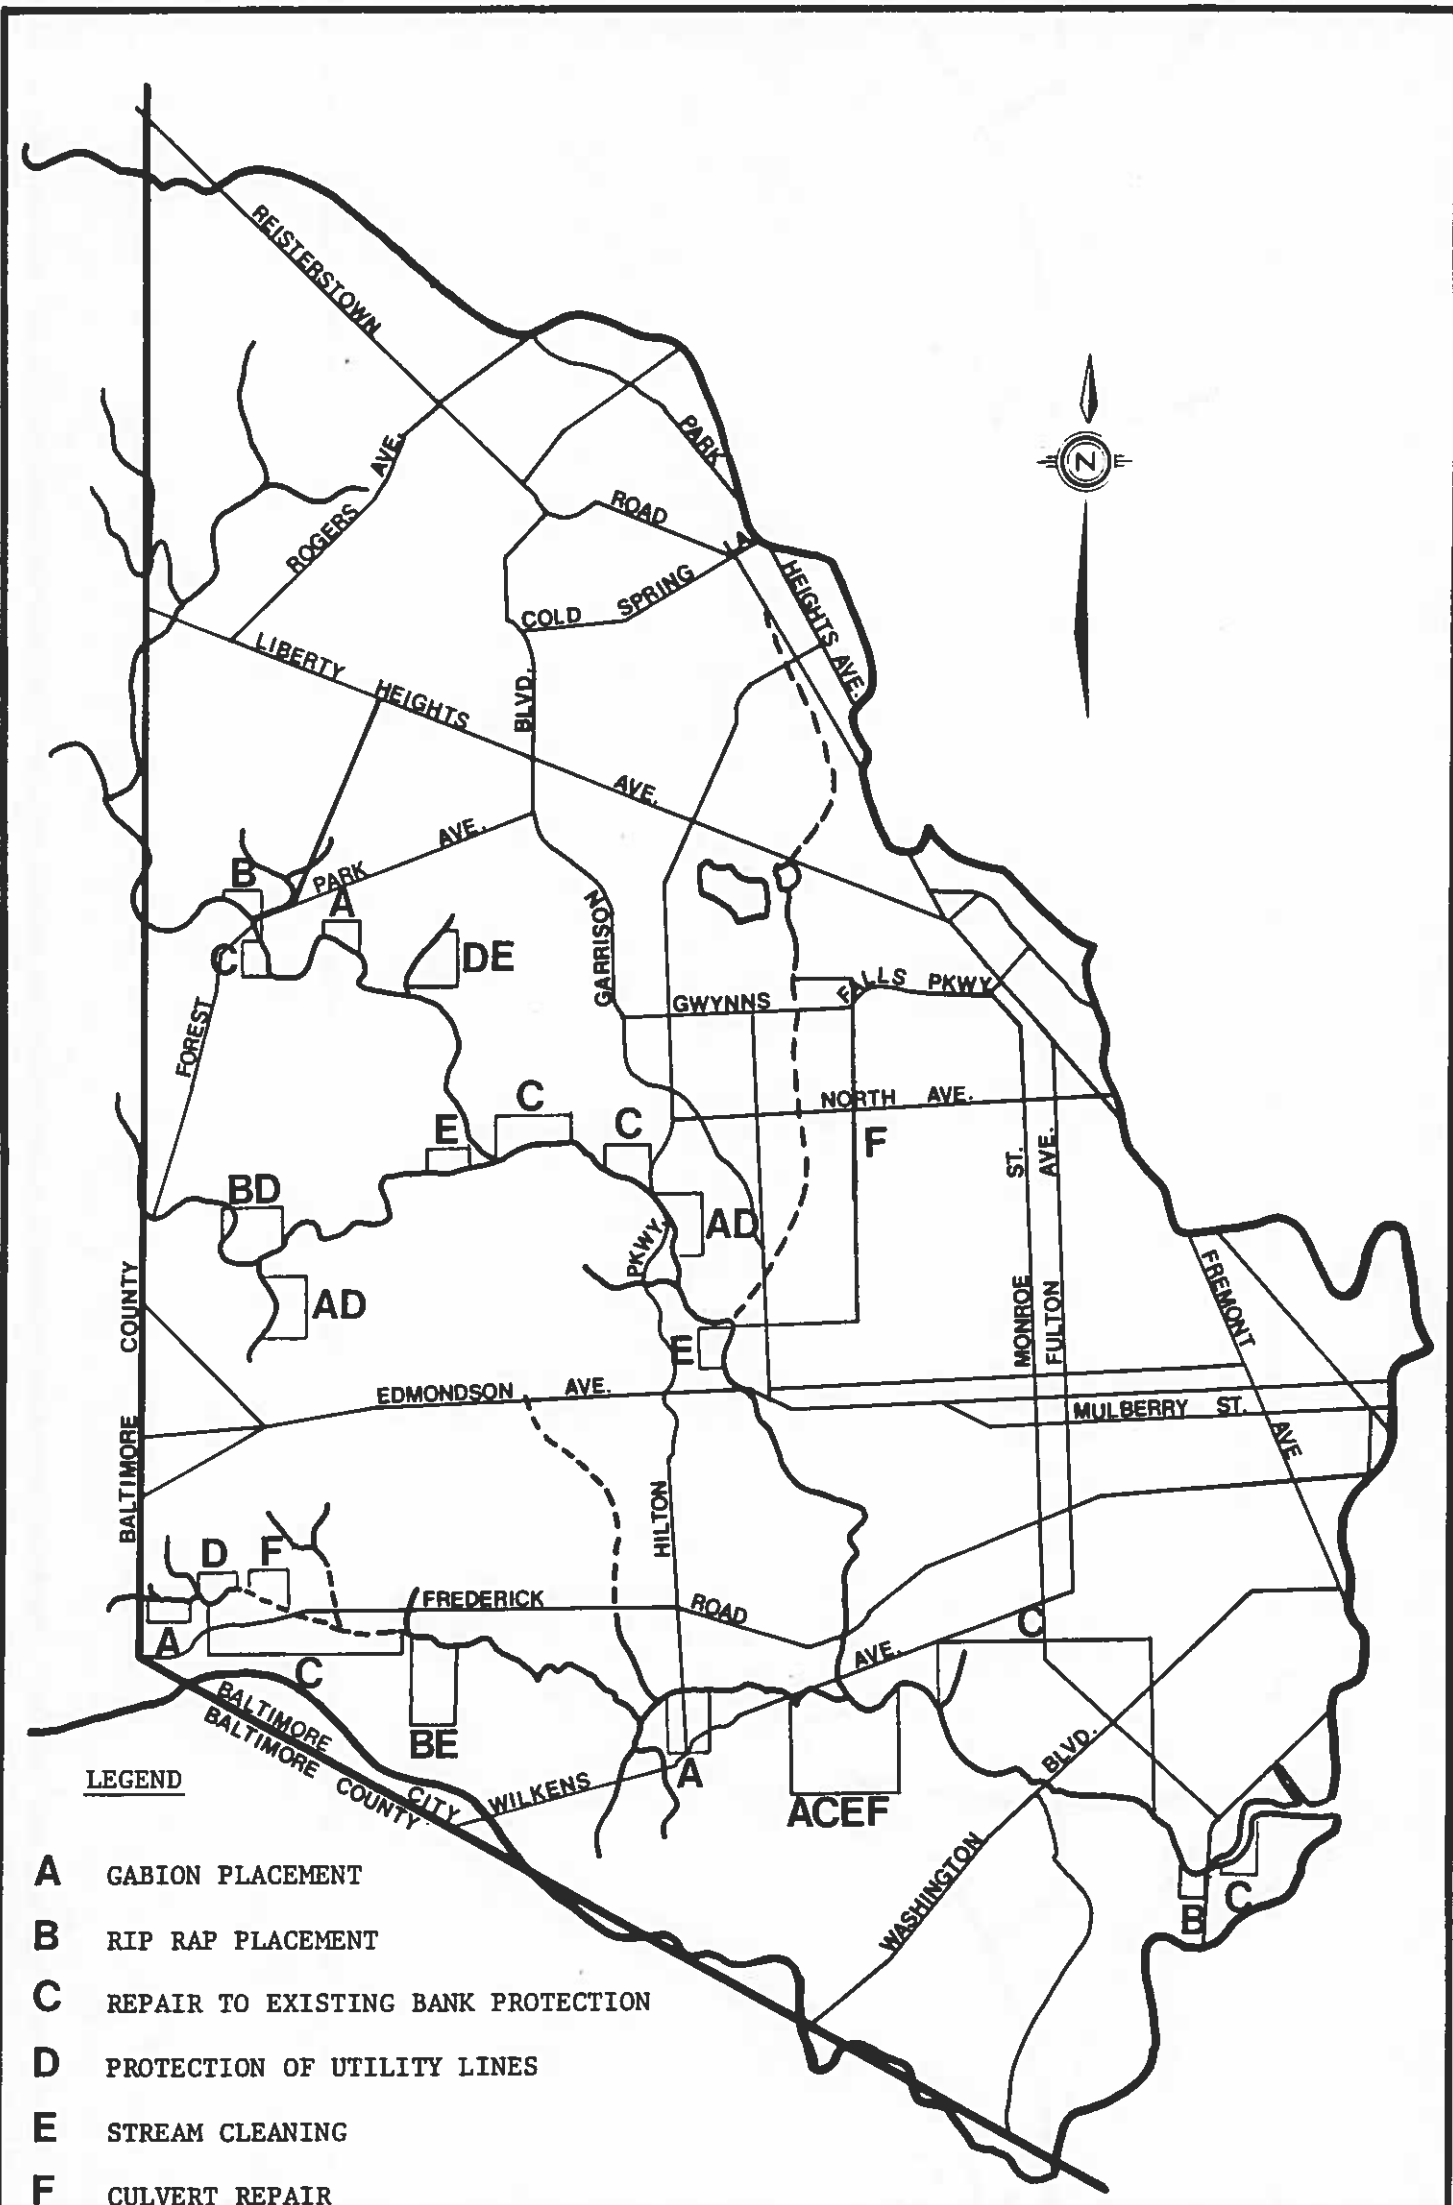 REISTERSTOWN
PARK
AVE.
ROGERS
ROAD
LA.
HEIGHTS AVE.
COLD SPRING
LIBERTY HEIGHTS AVE.
BLVD.
N
AVE.
PARK
B
A
C
DE
GARRISON
FOREST
GWYNNS FALLS PKWY
NORTH AVE.
C
E
C
F
ST.
AVE.
BD
AD
PKWY.
AD
BALTIMORE COUNTY
MONROE
FULTON
FREMONT AVE
E
EDMONDSON AVE.
MULBERRY ST.
HILTON
D
F
FREDERICK ROAD
A
C
AVE.
C
BE
BALTIMORE CITY
BALTIMORE COUNTY
WILKENS
A
ACEF
BLVD.
WASHINGTON
B
C
LEGEND
A GABION PLACEMENT
B RIP RAP PLACEMENT
C REPAIR TO EXISTING BANK PROTECTION
D PROTECTION OF UTILITY LINES
E STREAM CLEANING
F CULVERT REPAIR